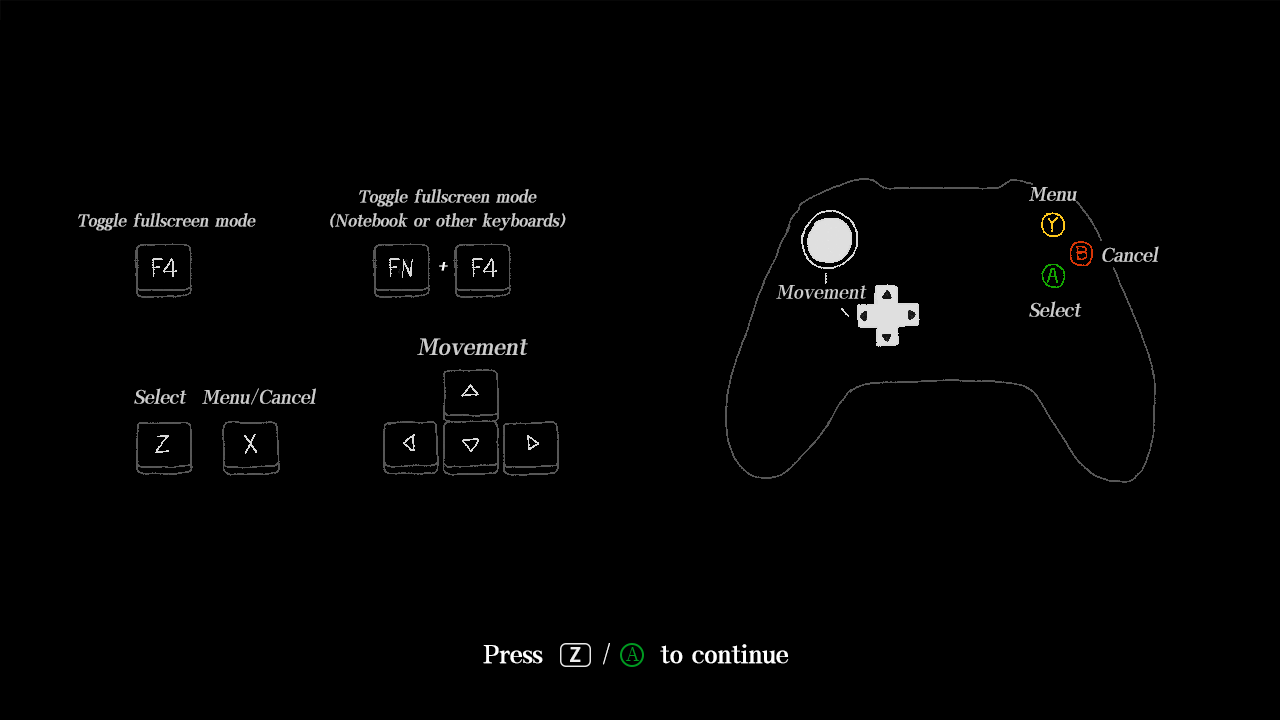 Toggle fullscreen mode
F4
Toggle fullscreen mode
(Notebook or other keyboards)
FN + F4
Select
Z
Menu/Cancel
X
Movement
Movement
Menu
Y
B
Cancel
A
Select
Press Z / A to continue